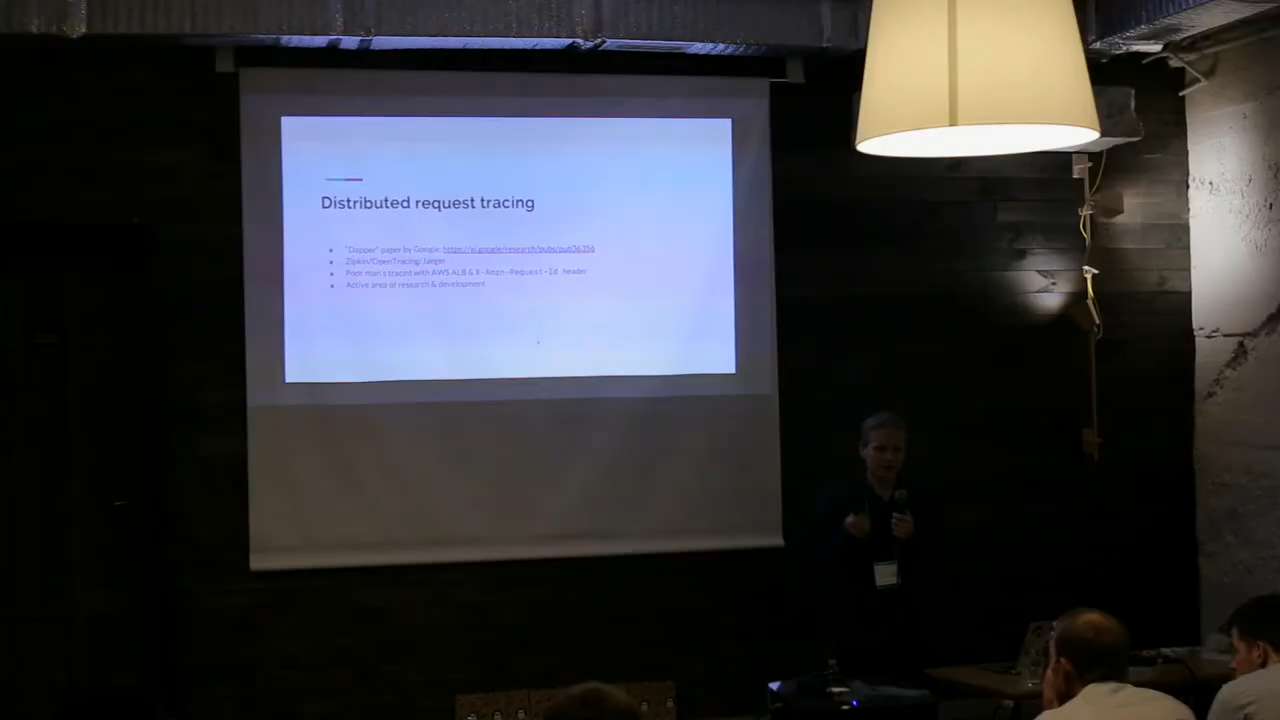 Distributed request tracing
● "Dapper" paper by Google: https://ai.google/research/pubs/pub36356
● Zipkin/OpenTracing/Jaeger
● Poor man's tracint with AWS ALB & X-Amzn-Request-Id header
● Active area of research & development